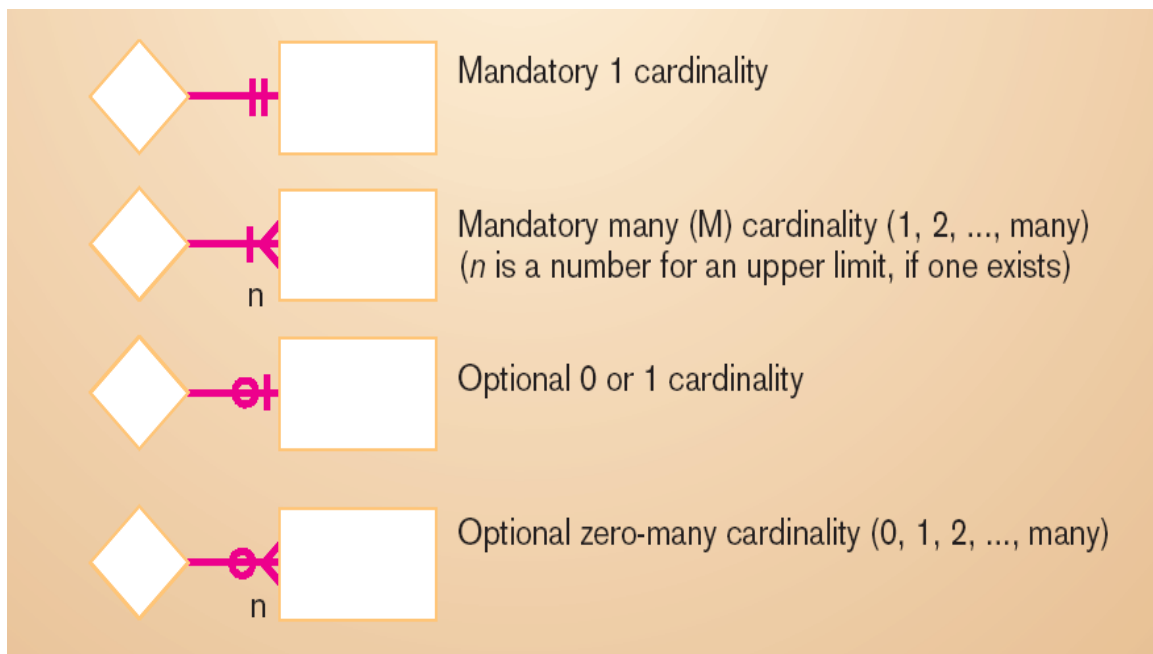 Mandatory 1 cardinality
Mandatory many (M) cardinality (1, 2, ..., many)
(n is a number for an upper limit, if one exists)
n
Optional 0 or 1 cardinality
Optional zero-many cardinality (0, 1, 2, ..., many)
n